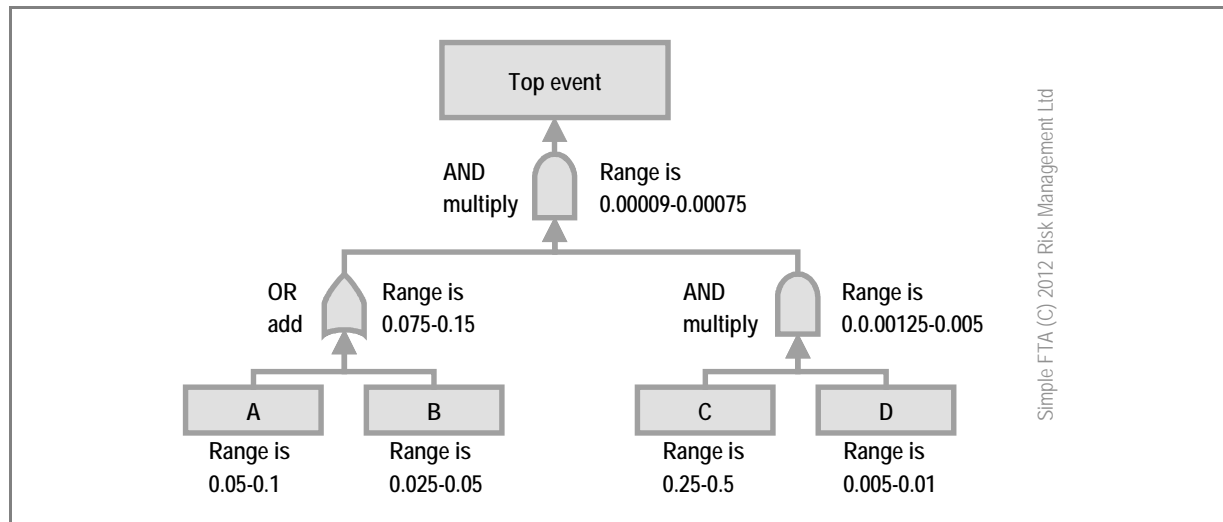 Top event
AND
multiply
Range is
0.00009-0.00075
OR
add
Range is
0.075-0.15
AND
multiply
Range is
0.0.00125-0.005
A
Range is
0.05-0.1
B
Range is
0.025-0.05
C
Range is
0.25-0.5
D
Range is
0.005-0.01
Simple FTA (C) 2012 Risk Management Ltd